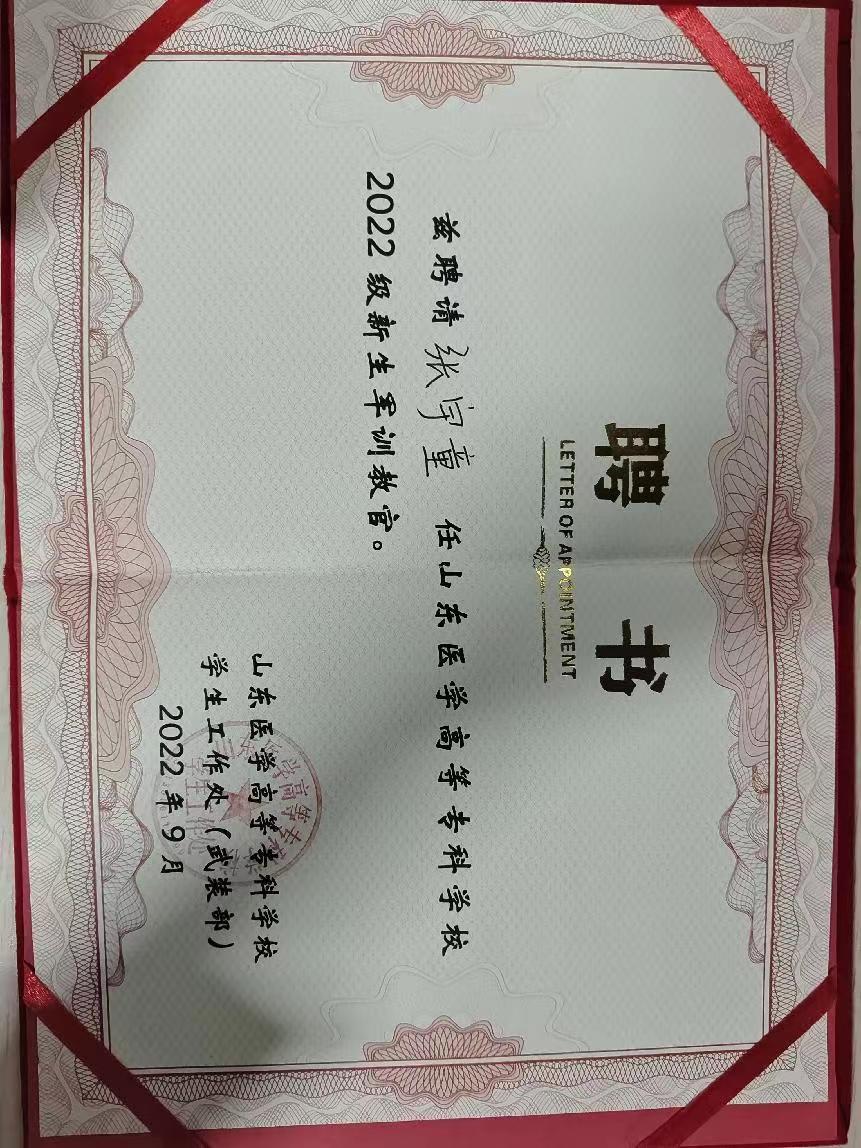 聘 书
LETTER OF APPOINTMENT
兹聘请张宇童 任山东医学高等专科学校
2022级新生军训教官。
山东医学高等专科学校
学生工作处（武装部）
2022年9月